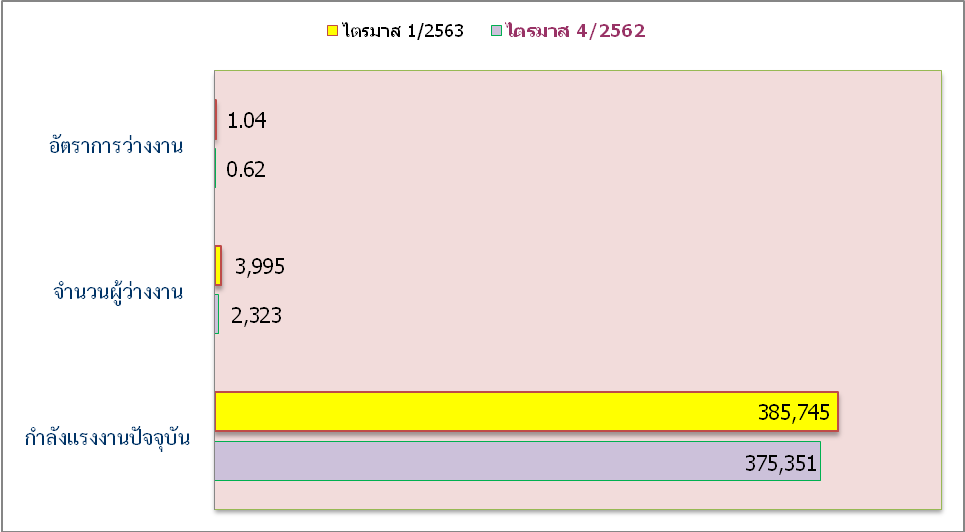 ไตรมาส 1/2563 ไตรมาส 4/2562
อัตราการว่างงาน
1.04
0.62
จำนวนผู้ว่างงาน
3,995
2,323
กำลังแรงงานปัจจุบัน
385,745
375,351